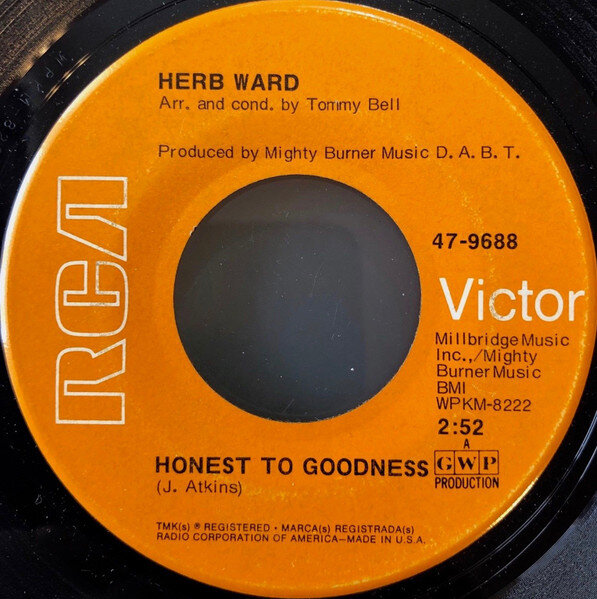 HERB WARD
Arr. and cond. by Tommy Bell
Produced by Mighty Burner Music D. A. B. T.
RCA
47-9688
Victor
Millbridge Music
Inc.,/Mighty
Burner Music
BMI
WPKM-8222
2:52
A
GWP
PRODUCTION
HONEST TO GOODNESS
(J. Atkins)
TMK(s) ® REGISTERED • MARCA(s) REGISTRADA(s)
RADIO CORPORATION OF AMERICA—MADE IN U.S.A.